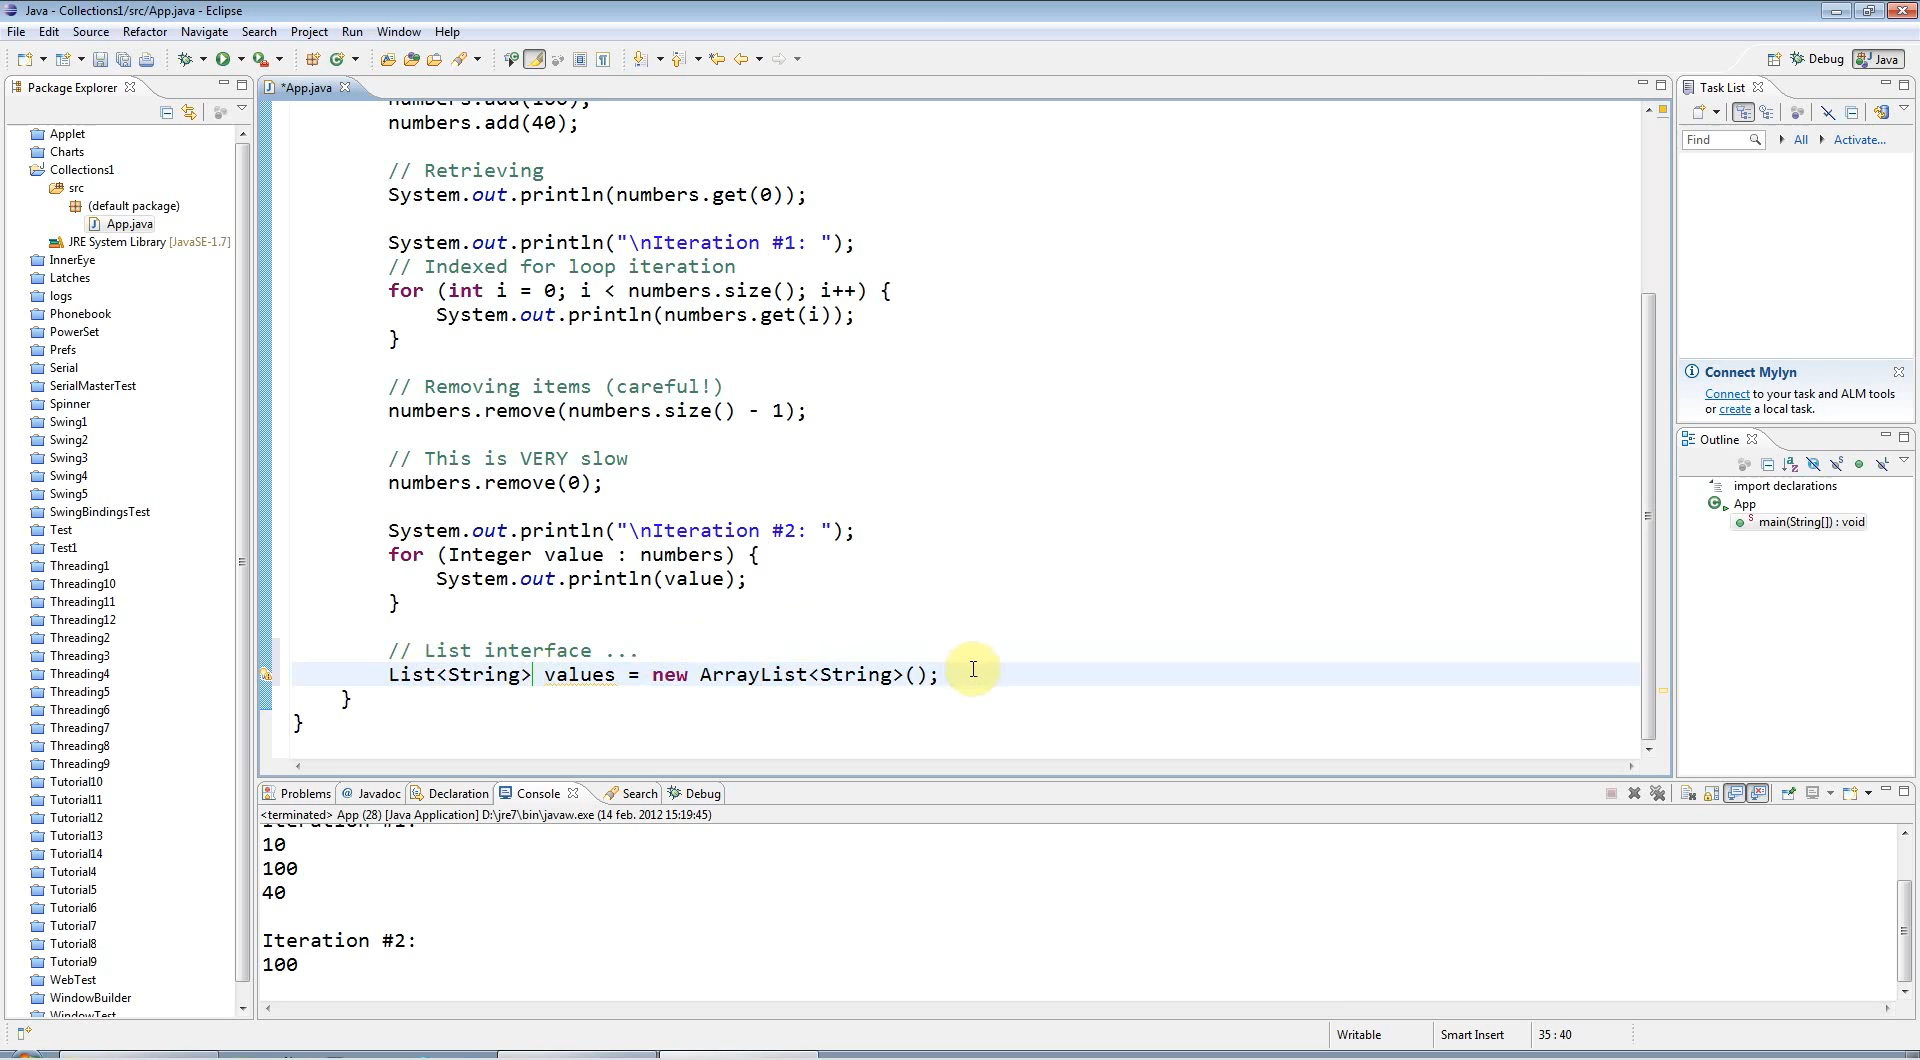 Java - Collections1/src/App.java - Eclipse
File Edit Source Refactor Navigate Search Project Run Window Help
Debug Java
Package Explorer
Applet
Charts
Collections1
src
(default package)
App.java
JRE System Library [JavaSE-1.7]
InnerEye
Latches
logs
Phonebook
PowerSet
Prefs
Serial
SerialMasterTest
Spinner
Swing1
Swing2
Swing3
Swing4
Swing5
SwingBindingsTest
Test
Test1
Threading1
Threading10
Threading11
Threading12
Threading2
Threading3
Threading4
Threading5
Threading6
Threading7
Threading8
Threading9
Tutorial10
Tutorial11
Tutorial12
Tutorial13
Tutorial14
Tutorial4
Tutorial5
Tutorial6
Tutorial7
Tutorial8
Tutorial9
WebTest
WindowBuilder
WindowTest
*App.java
numbers.add(100);
numbers.add(40);
// Retrieving
System.out.println(numbers.get(0));
System.out.println("\nIteration #1: ");
// Indexed for loop iteration
for (int i = 0; i < numbers.size(); i++) {
System.out.println(numbers.get(i));
}
// Removing items (careful!)
numbers.remove(numbers.size() - 1);
// This is VERY slow
numbers.remove(0);
System.out.println("\nIteration #2: ");
for (Integer value : numbers) {
System.out.println(value);
}
// List interface ...
List<String> values = new ArrayList<String>();
}
}
Task List
Find All Activate...
Connect Mylyn
Connect to your task and ALM tools
or create a local task.
Outline
import declarations
App
main(String[]) : void
Problems Javadoc Declaration Console Search Debug
<terminated> App (28) [Java Application] D:\jre7\bin\javaw.exe (14 feb. 2012 15:19:45)
Iteration #1:
10
100
40
Iteration #2:
100
Writable Smart Insert 35 : 40